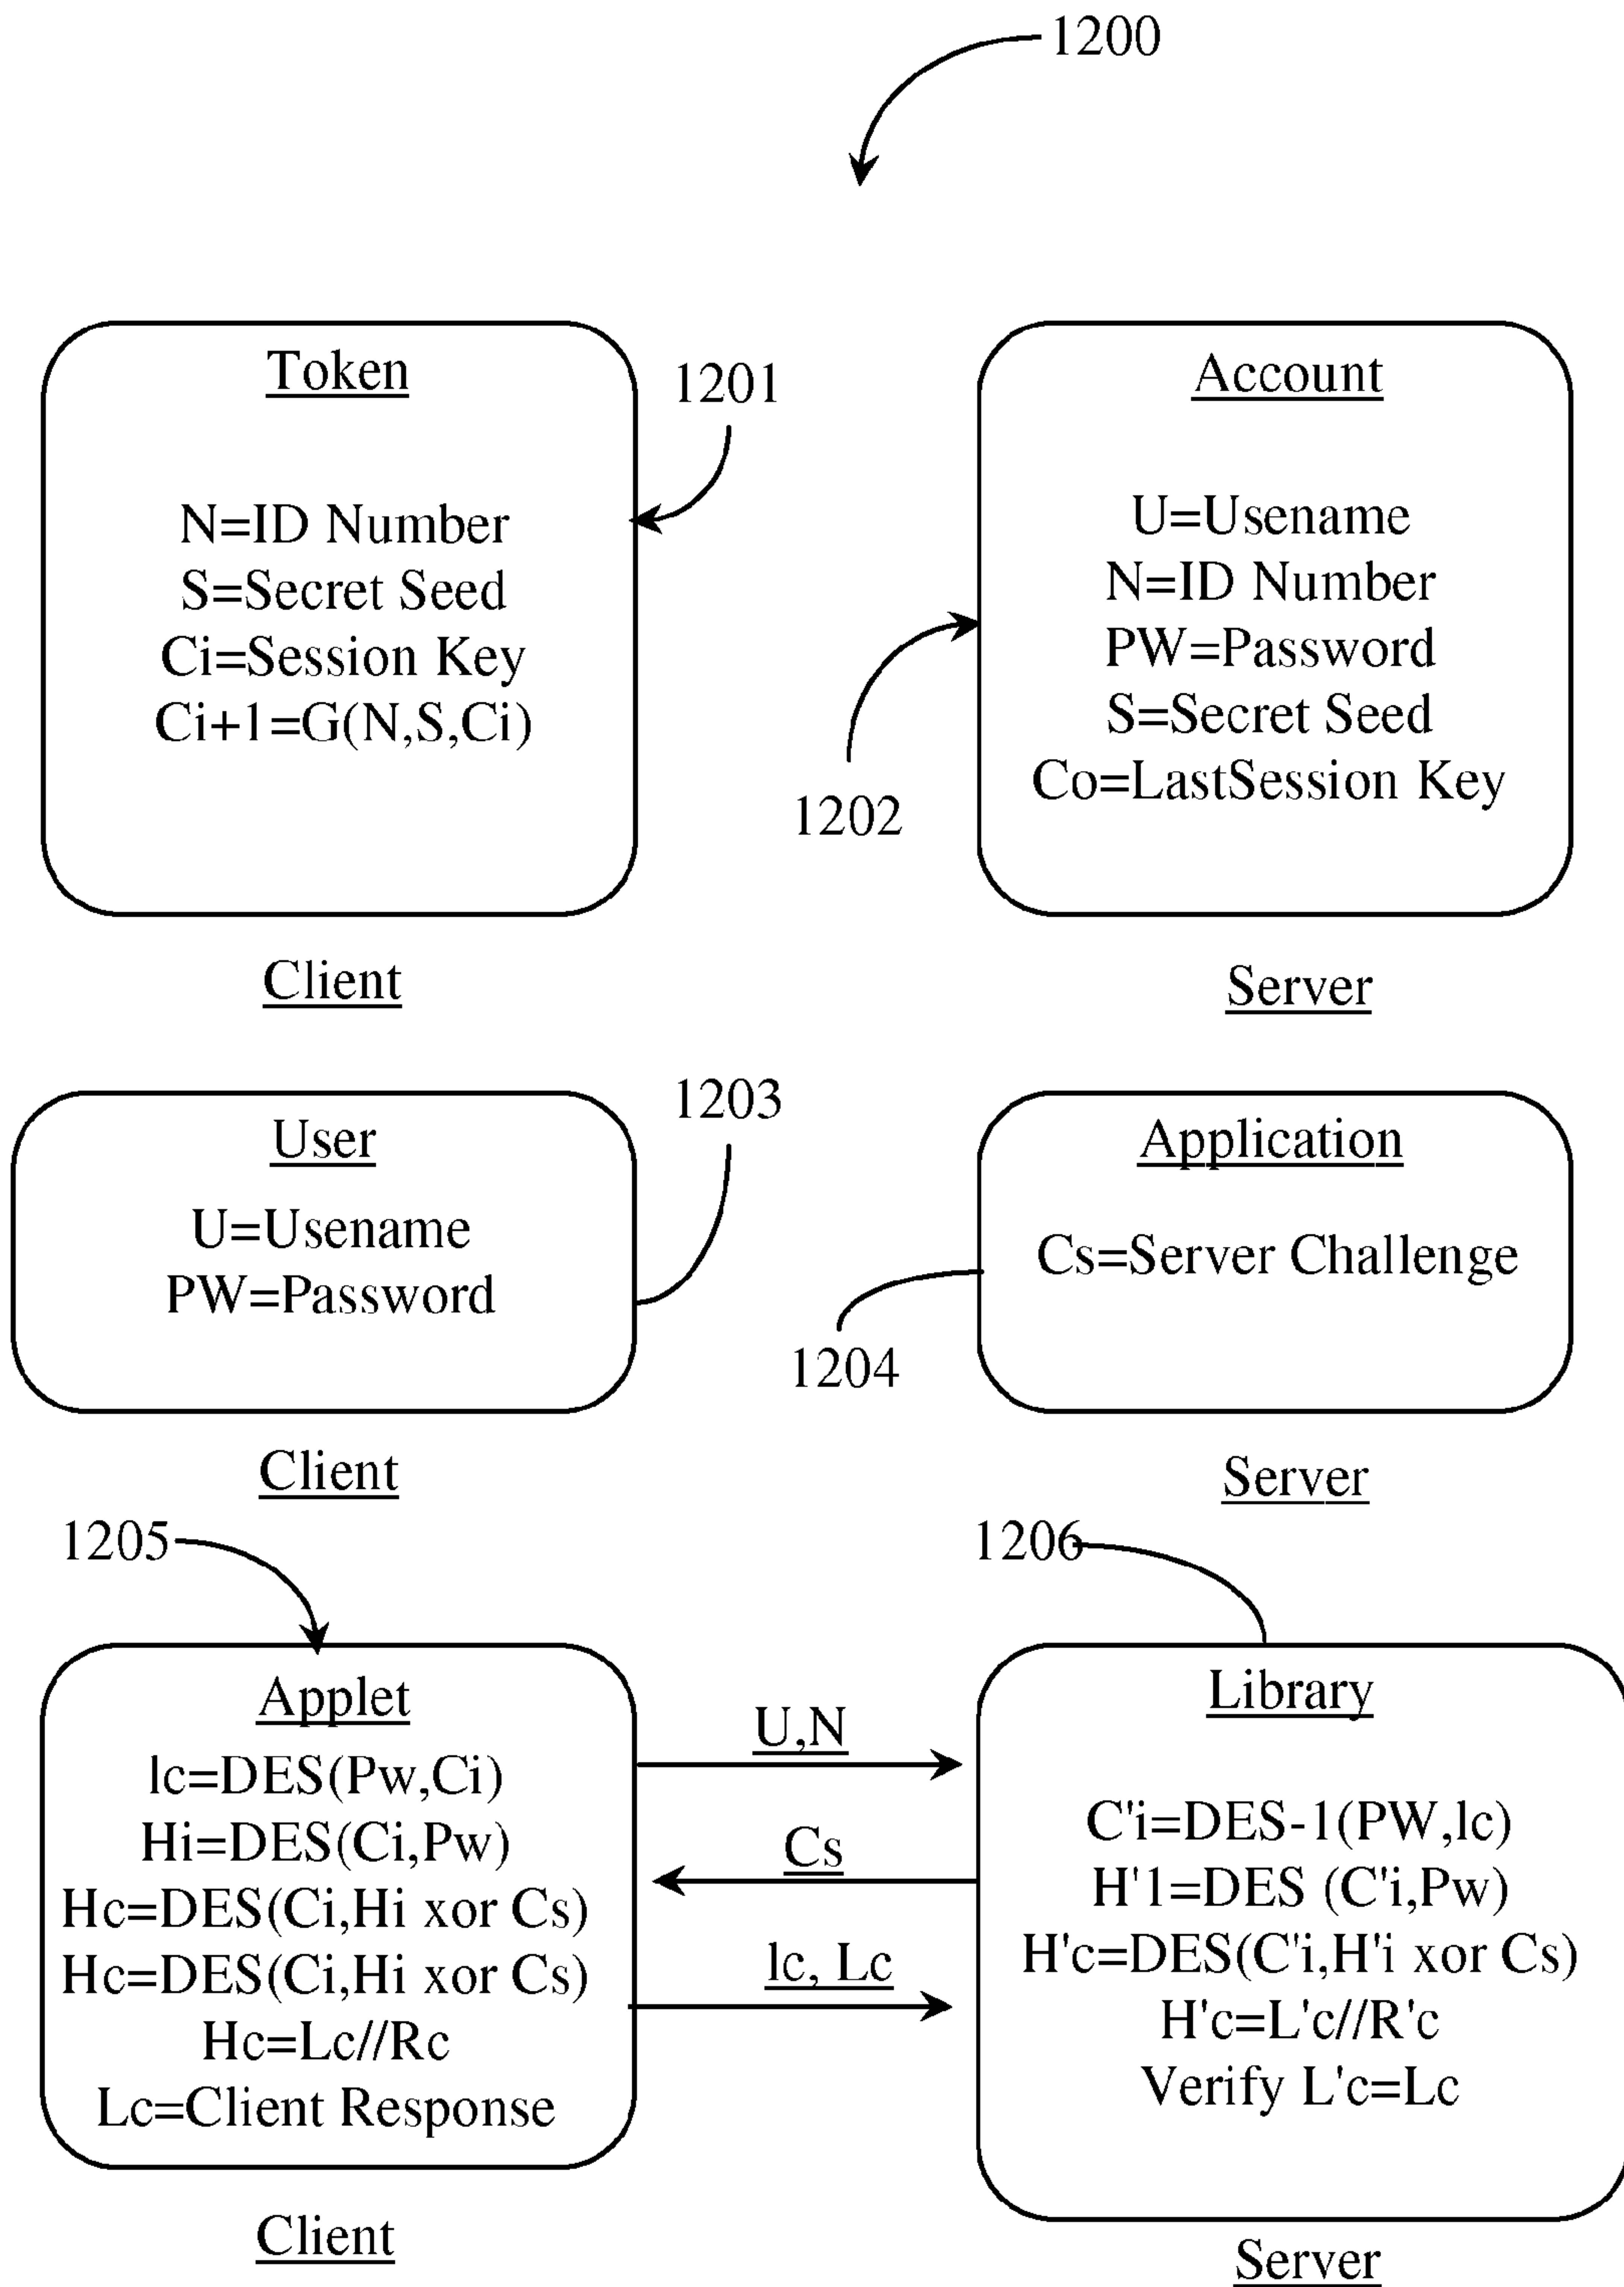 1200
Token
N=ID Number
S=Secret Seed
Ci=Session Key
Ci+1=G(N,S,Ci)
1201
Client
Account
U=Usename
N=ID Number
PW=Password
S=Secret Seed
Co=LastSession Key
1202
Server
User
U=Usename
PW=Password
1203
Client
Application
Cs=Server Challenge
1204
Server
1205
Applet
lc=DES(Pw,Ci)
Hi=DES(Ci,Pw)
Hc=DES(Ci,Hi xor Cs)
Hc=DES(Ci,Hi xor Cs)
Hc=Lc//Rc
Lc=Client Response
Client
U,N
Cs
lc, Lc
1206
Library
C'i=DES-1(PW,lc)
H'1=DES (C'i,Pw)
H'c=DES(C'i,H'i xor Cs)
H'c=L'c//R'c
Verify L'c=Lc
Server